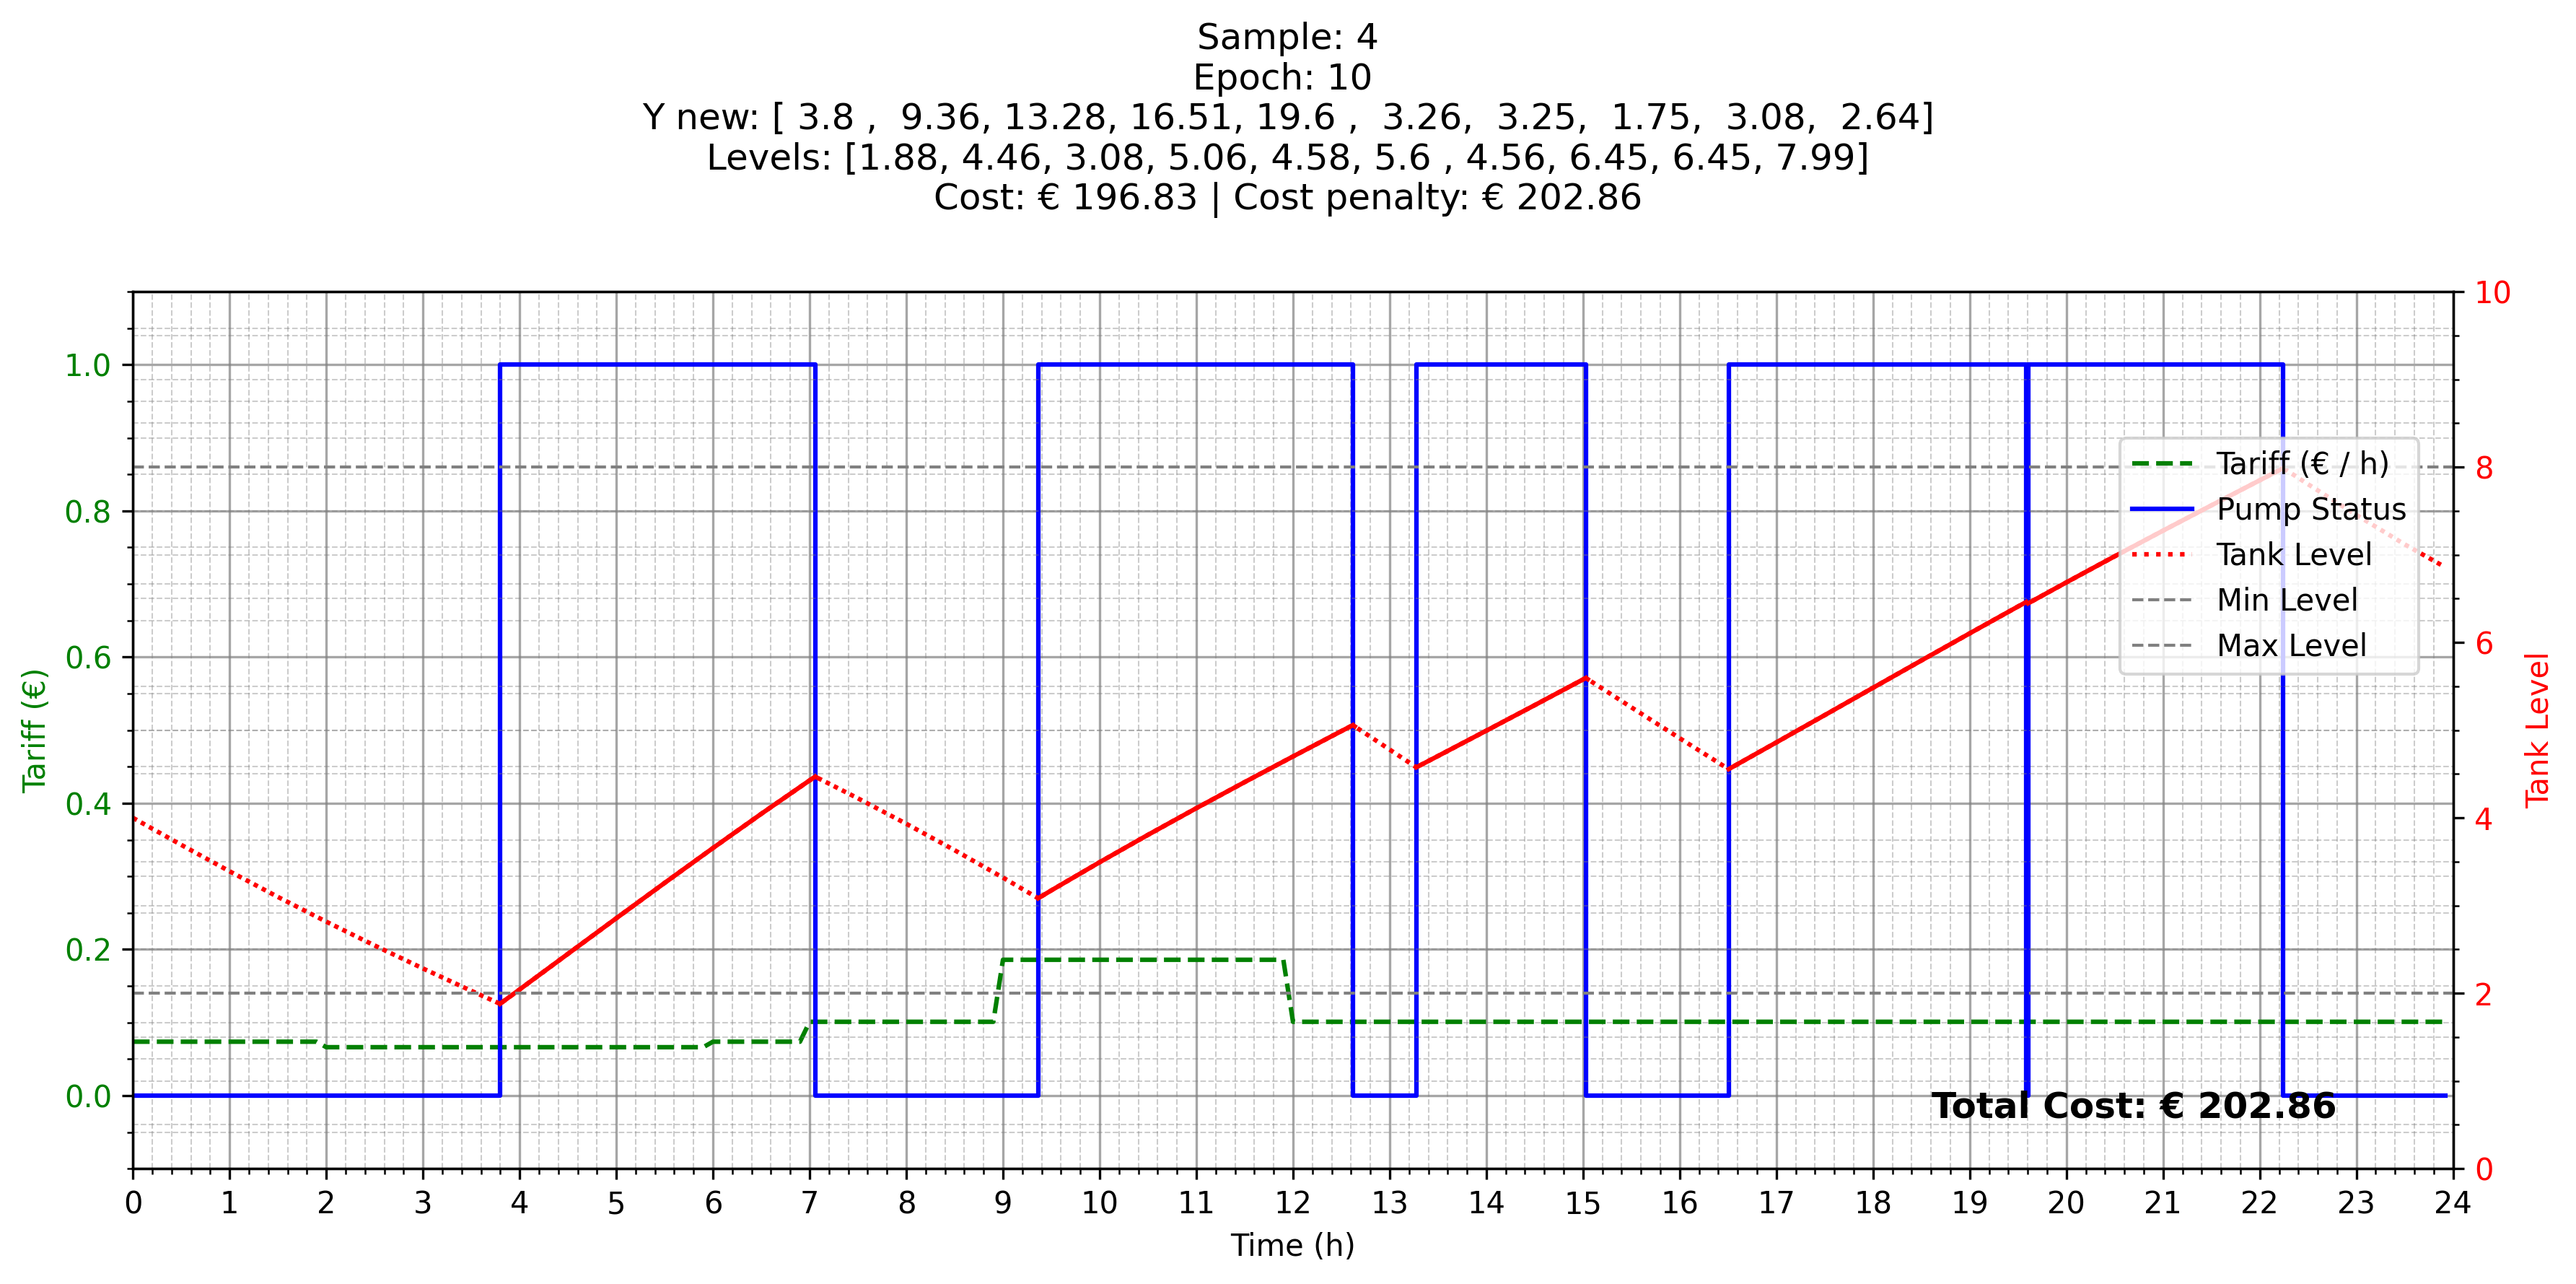 Sample: 4
Epoch: 10
Y new: [ 3.8 ,  9.36, 13.28, 16.51, 19.6 ,  3.26,  3.25,  1.75,  3.08,  2.64]
Levels: [1.88, 4.46, 3.08, 5.06, 4.58, 5.6 , 4.56, 6.45, 6.45, 7.99]
Cost: € 196.83 | Cost penalty: € 202.86
Tariff (€)
1.0
0.8
0.6
0.4
0.2
0.0
10
8
6
4
2
0
Tank Level
Tariff (€ / h)
Pump Status
Tank Level
Min Level
Max Level
Total Cost: € 202.86
0 1 2 3 4 5 6 7 8 9 10 11 12 13 14 15 16 17 18 19 20 21 22 23 24
Time (h)